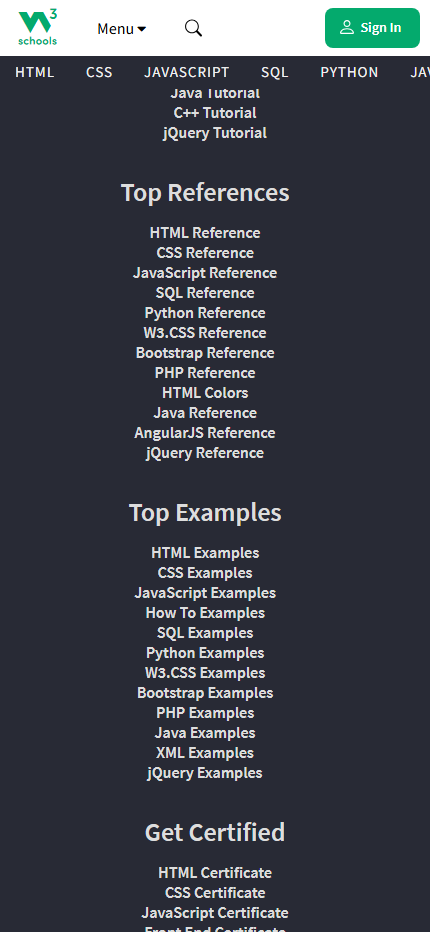 W3
schools
Menu
Sign In
HTML CSS JAVASCRIPT SQL PYTHON
Java Tutorial
C++ Tutorial
jQuery Tutorial
Top References
HTML Reference
CSS Reference
JavaScript Reference
SQL Reference
Python Reference
W3.CSS Reference
Bootstrap Reference
PHP Reference
HTML Colors
Java Reference
AngularJS Reference
jQuery Reference
Top Examples
HTML Examples
CSS Examples
JavaScript Examples
How To Examples
SQL Examples
Python Examples
W3.CSS Examples
Bootstrap Examples
PHP Examples
Java Examples
XML Examples
jQuery Examples
Get Certified
HTML Certificate
CSS Certificate
JavaScript Certificate
Front End Certificate